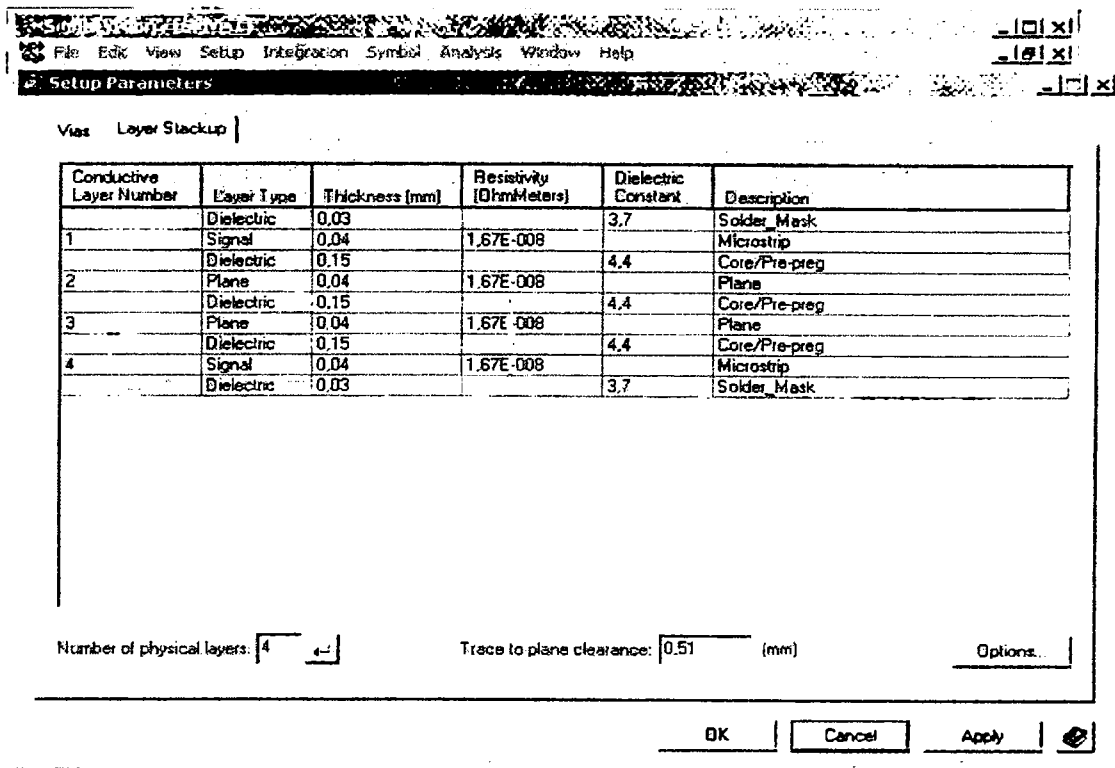 File Edit View Setup Integration Symbol Analysis Window Help
Setup Parameters
Vias Layer Stackup
Conductive Layer Number Layer Type Thickness (mm) Resistivity (OhmMeters) Dielectric Constant Description
Dielectric 0,03 3,7 Solder_Mask
1 Signal 0,04 1,67E-008 Microstrip
Dielectric 0,15 4,4 Core/Pre-preg
2 Plane 0,04 1,67E-008 Plane
Dielectric 0,15 4,4 Core/Pre-preg
3 Plane 0,04 1,67E-008 Plane
Dielectric 0,15 4,4 Core/Pre-preg
4 Signal 0,04 1,67E-008 Microstrip
Dielectric 0,03 3,7 Solder_Mask
Number of physical layers: 4 Trace to plane clearance: 0,51 (mm) Options...
OK Cancel Apply